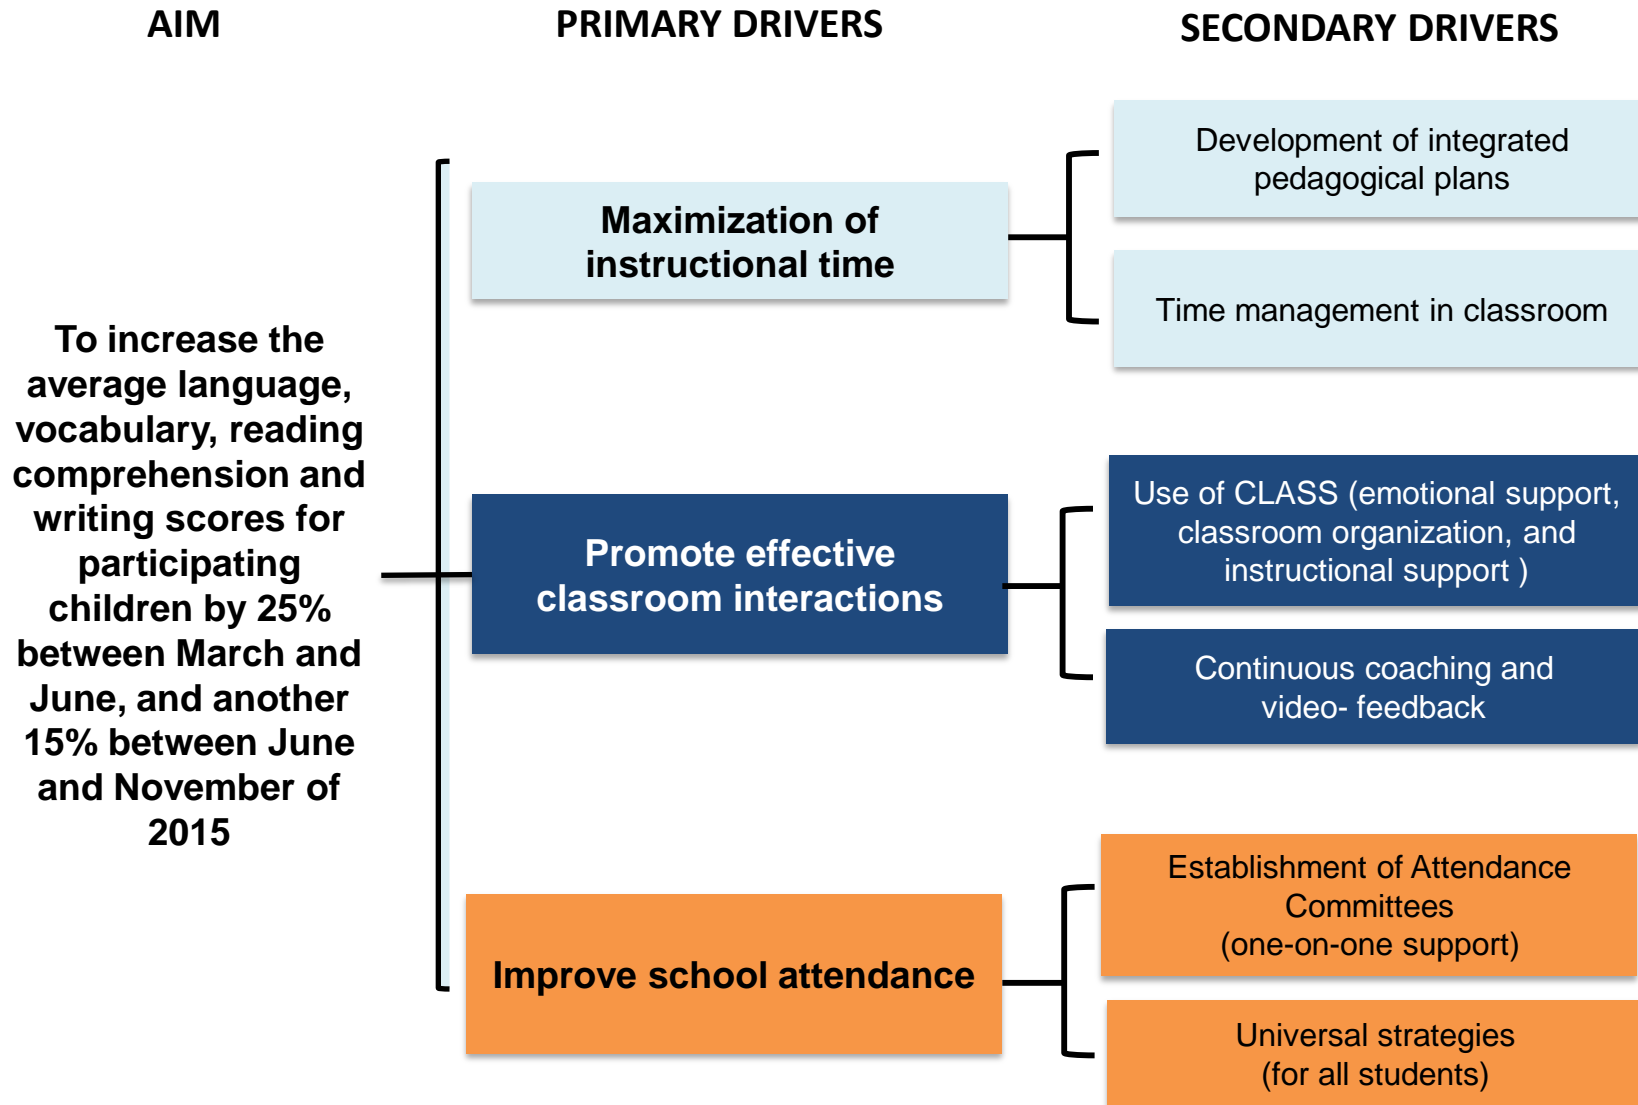 AIM
PRIMARY DRIVERS
SECONDARY DRIVERS
To increase the
average language,
vocabulary, reading
comprehension and
writing scores for
participating
children by 25%
between March and
June, and another
15% between June
and November of
2015
Maximization of
instructional time
Development of integrated
pedagogical plans
Time management in classroom
Promote effective
classroom interactions
Use of CLASS (emotional support,
classroom organization, and
instructional support )
Continuous coaching and
video- feedback
Improve school attendance
Establishment of Attendance
Committees
(one-on-one support)
Universal strategies
(for all students)